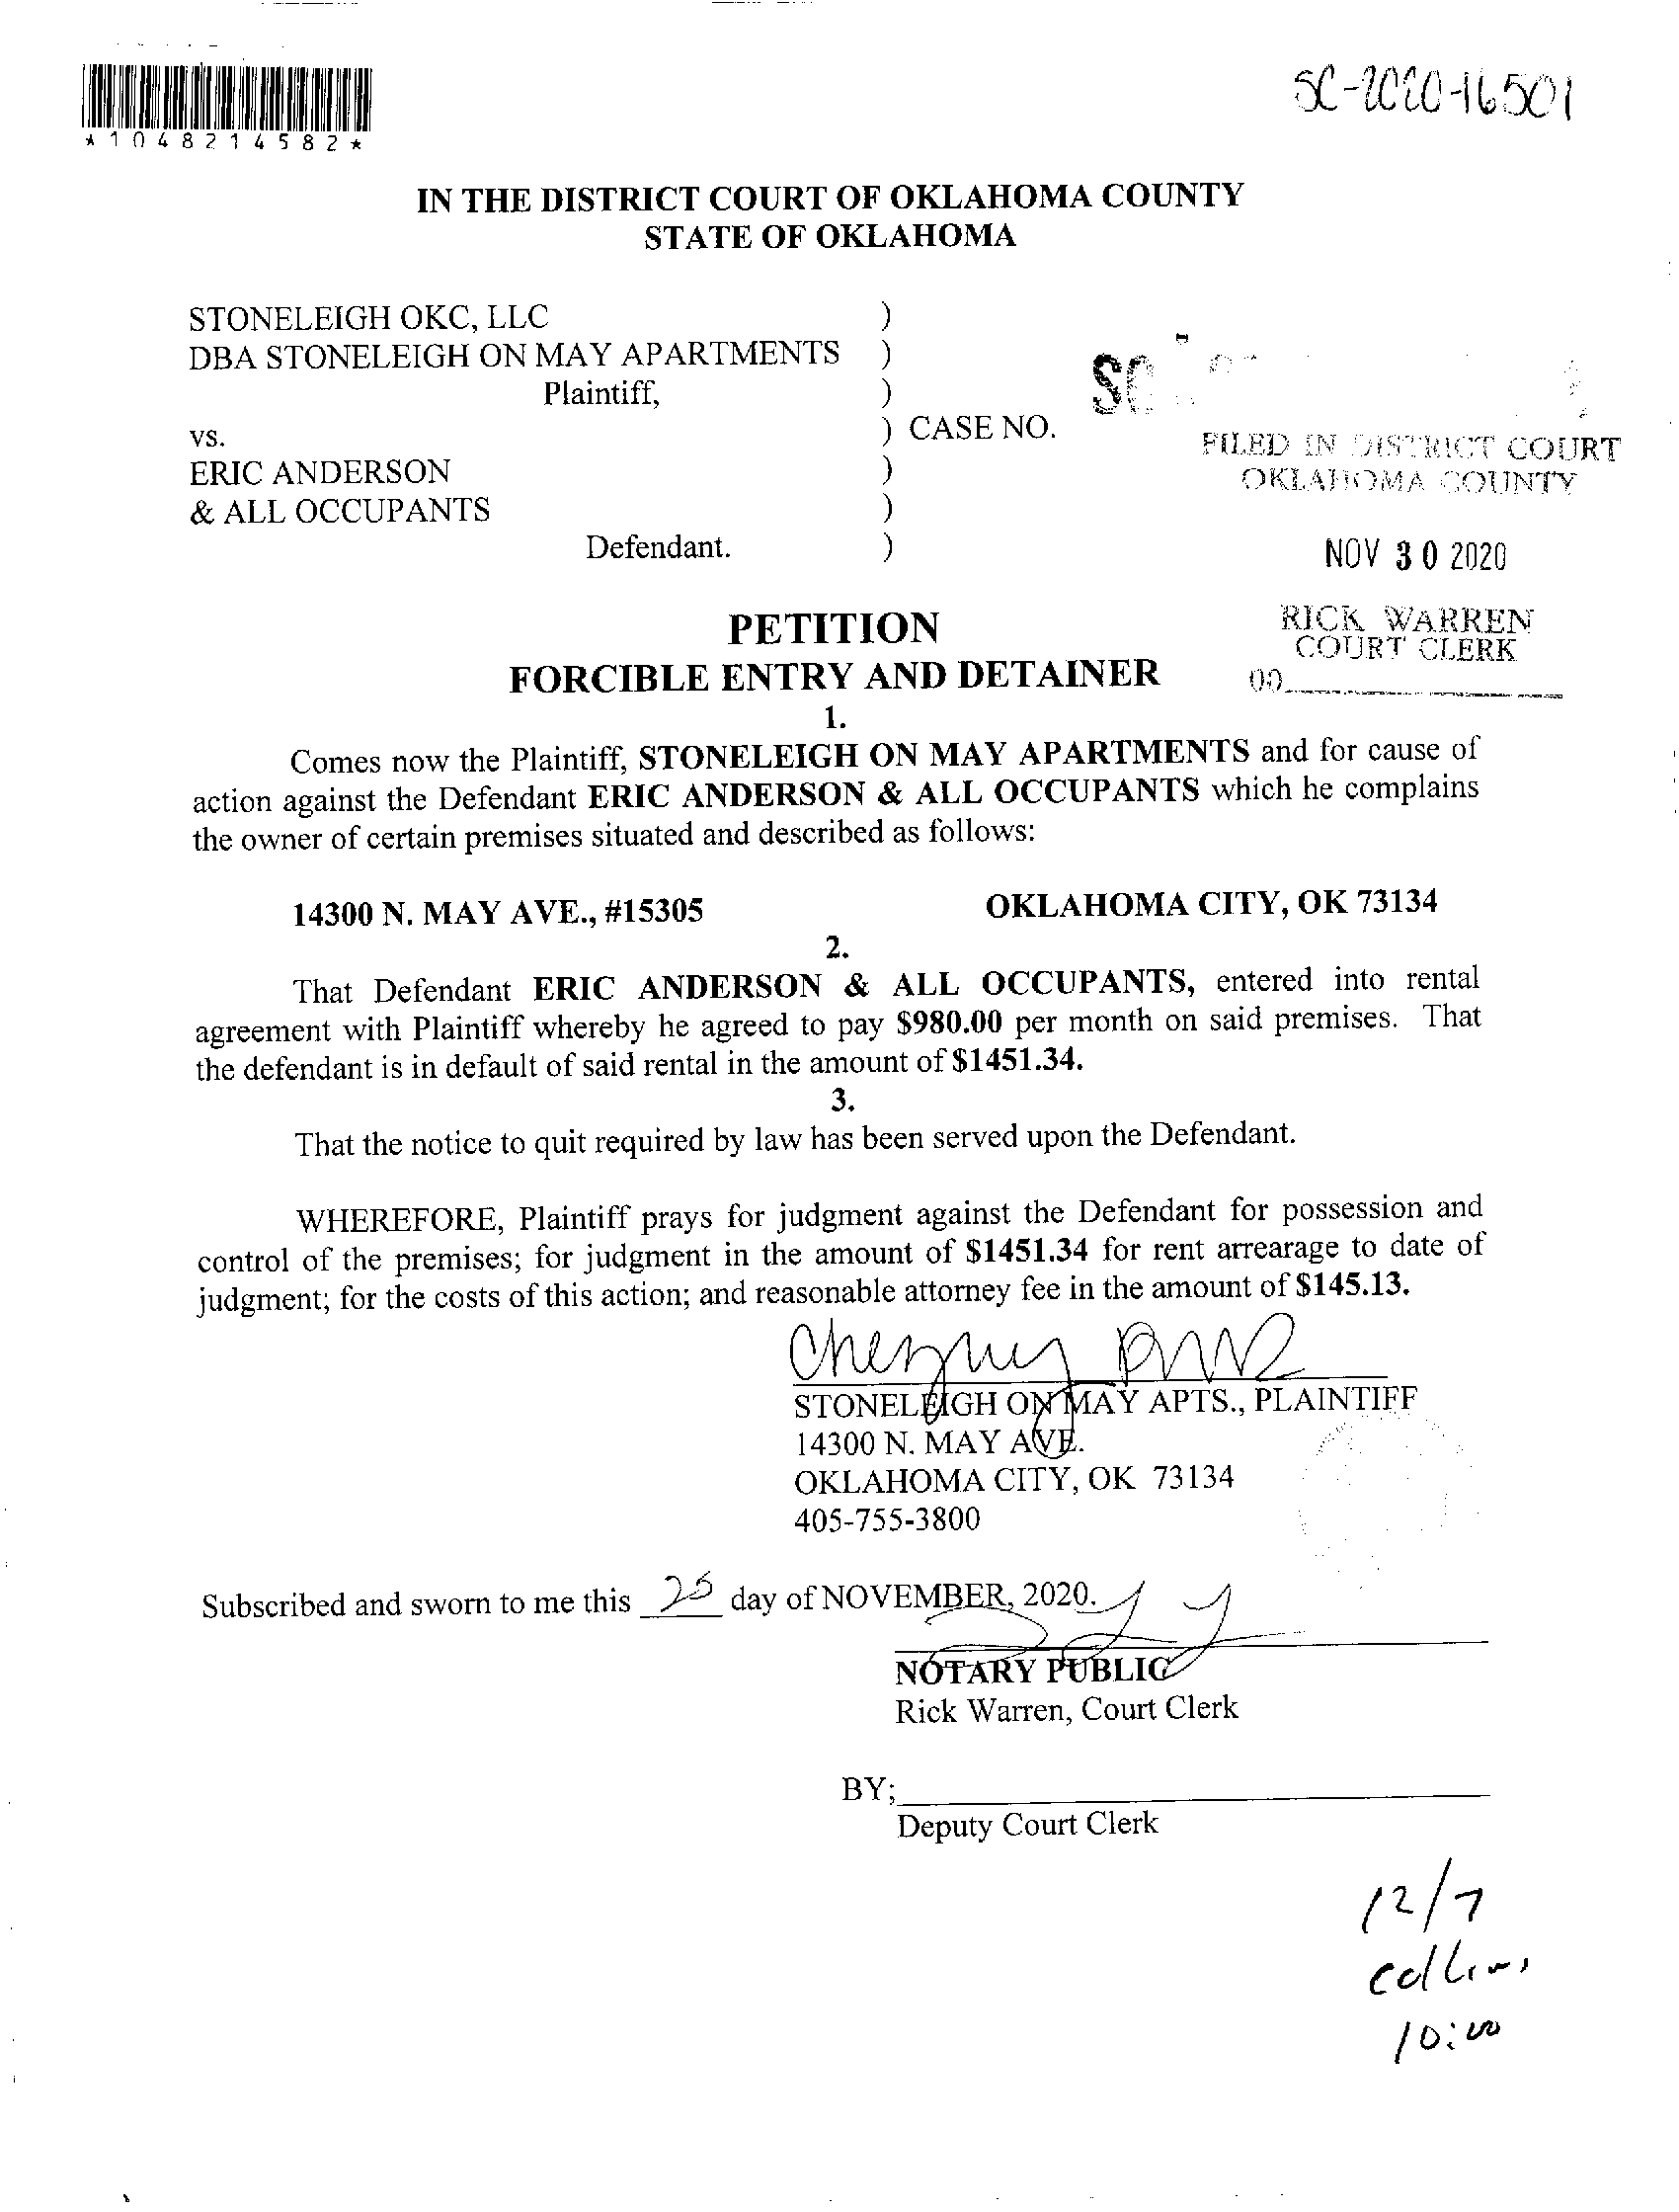 SC-2020-16501
*1048214582*
IN THE DISTRICT COURT OF OKLAHOMA COUNTY
STATE OF OKLAHOMA
STONELEIGH OKC, LLC )
DBA STONELEIGH ON MAY APARTMENTS )
Plaintiff, )
vs. ) CASE NO.
ERIC ANDERSON )
& ALL OCCUPANTS )
Defendant. )
FILED IN DISTRICT COURT
OKLAHOMA COUNTY
NOV 30 2020
RICK WARREN
COURT CLERK
PETITION
FORCIBLE ENTRY AND DETAINER
1.
Comes now the Plaintiff, STONELEIGH ON MAY APARTMENTS and for cause of
action against the Defendant ERIC ANDERSON & ALL OCCUPANTS which he complains
the owner of certain premises situated and described as follows:
14300 N. MAY AVE., #15305 OKLAHOMA CITY, OK 73134
2.
That Defendant ERIC ANDERSON & ALL OCCUPANTS, entered into rental
agreement with Plaintiff whereby he agreed to pay $980.00 per month on said premises. That
the defendant is in default of said rental in the amount of $1451.34.
3.
That the notice to quit required by law has been served upon the Defendant.
WHEREFORE, Plaintiff prays for judgment against the Defendant for possession and
control of the premises; for judgment in the amount of $1451.34 for rent arrearage to date of
judgment; for the costs of this action; and reasonable attorney fee in the amount of $145.13.
STONELEIGH ON MAY APTS., PLAINTIFF
14300 N. MAY AVE.
OKLAHOMA CITY, OK 73134
405-755-3800
Subscribed and sworn to me this 25 day of NOVEMBER, 2020.
NOTARY PUBLIC
Rick Warren, Court Clerk
BY;
Deputy Court Clerk
12/7
Collins
10:00